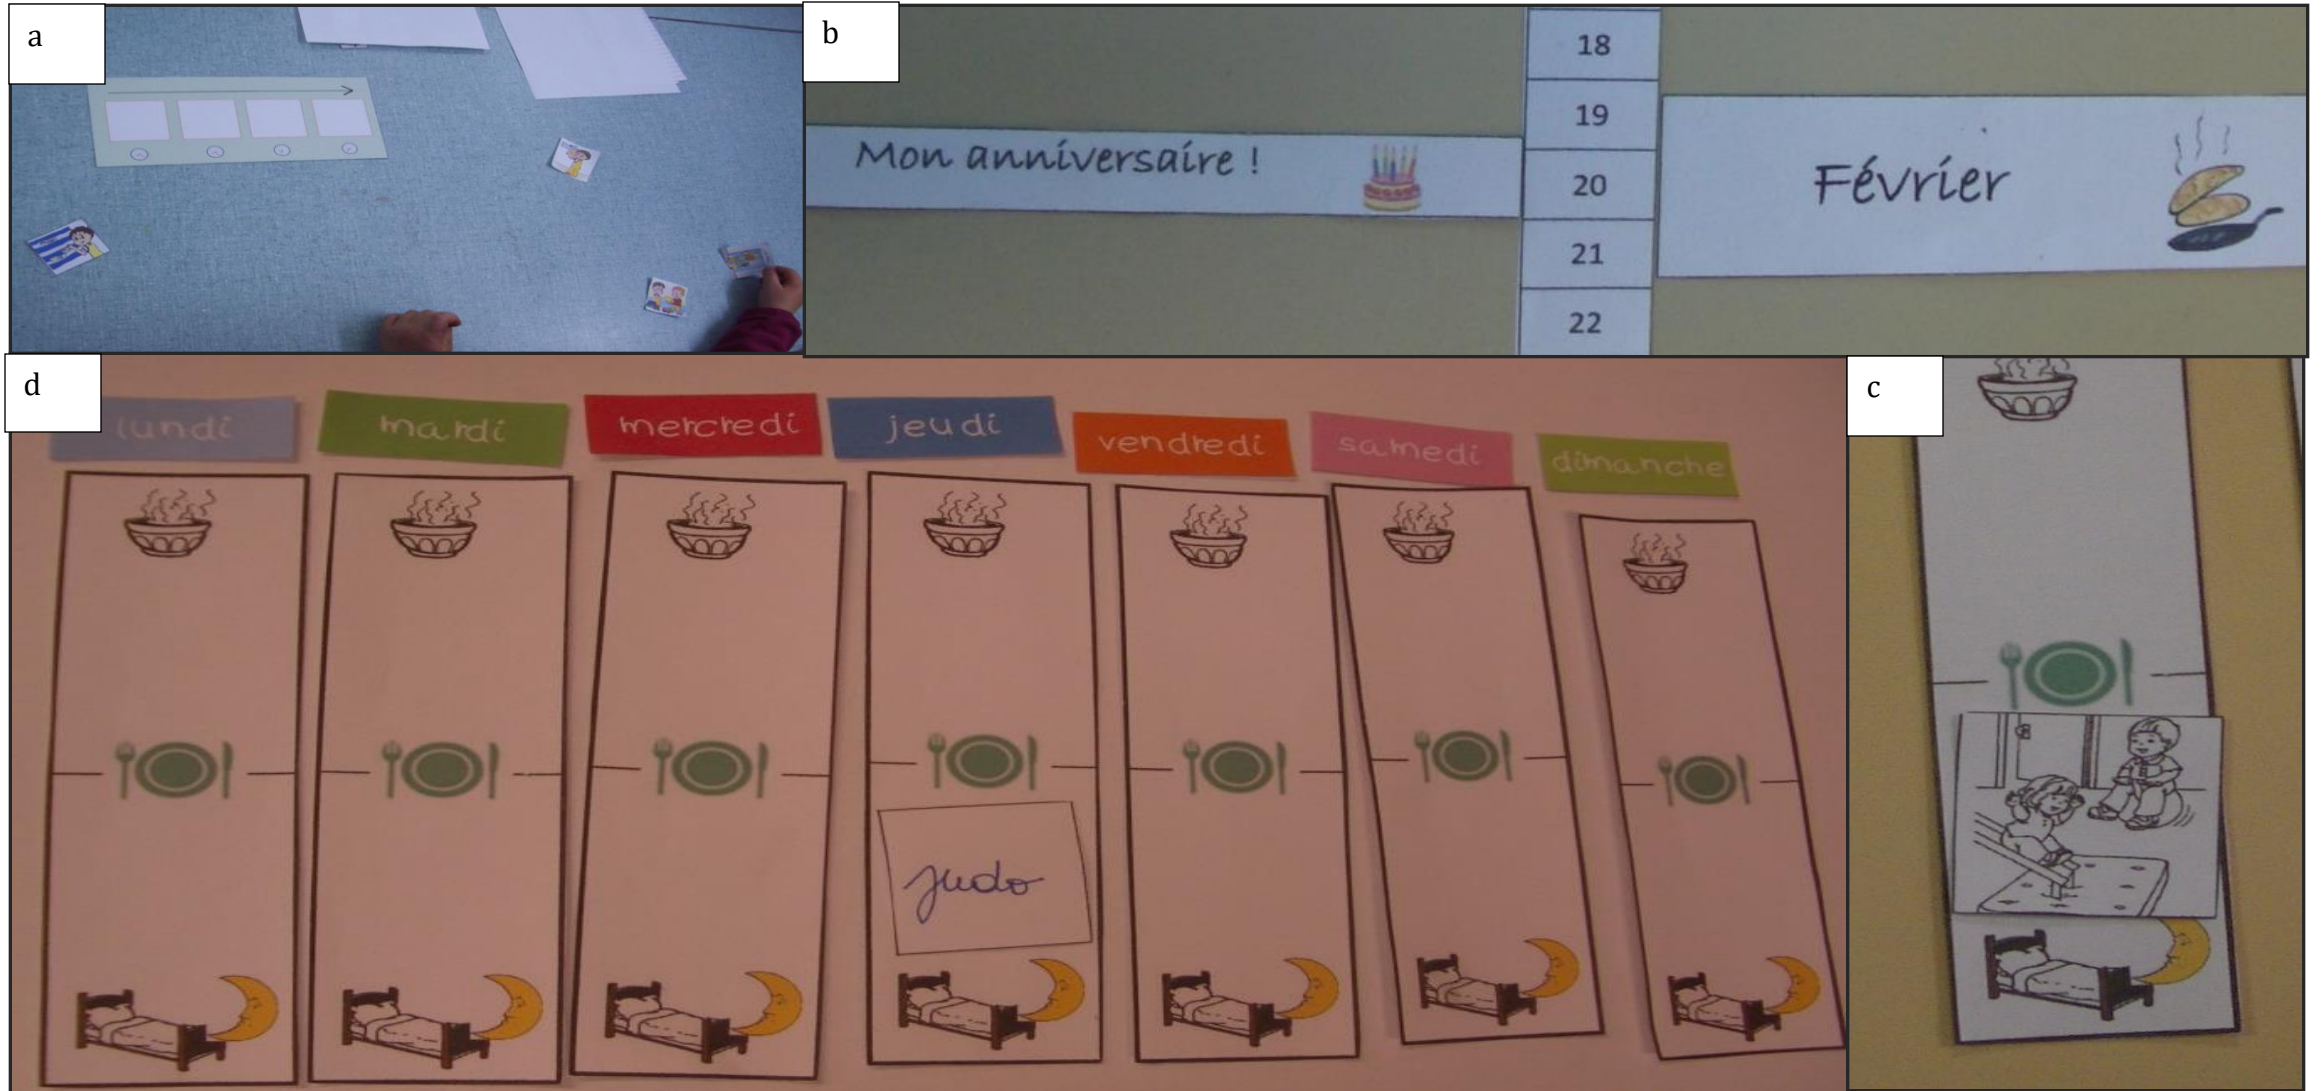 a
b
Mon anniversaire !
18
19
20
21
22
Février
d
lundi
mardi
mercredi
jeudi
vendredi
samedi
dimanche
judo
c